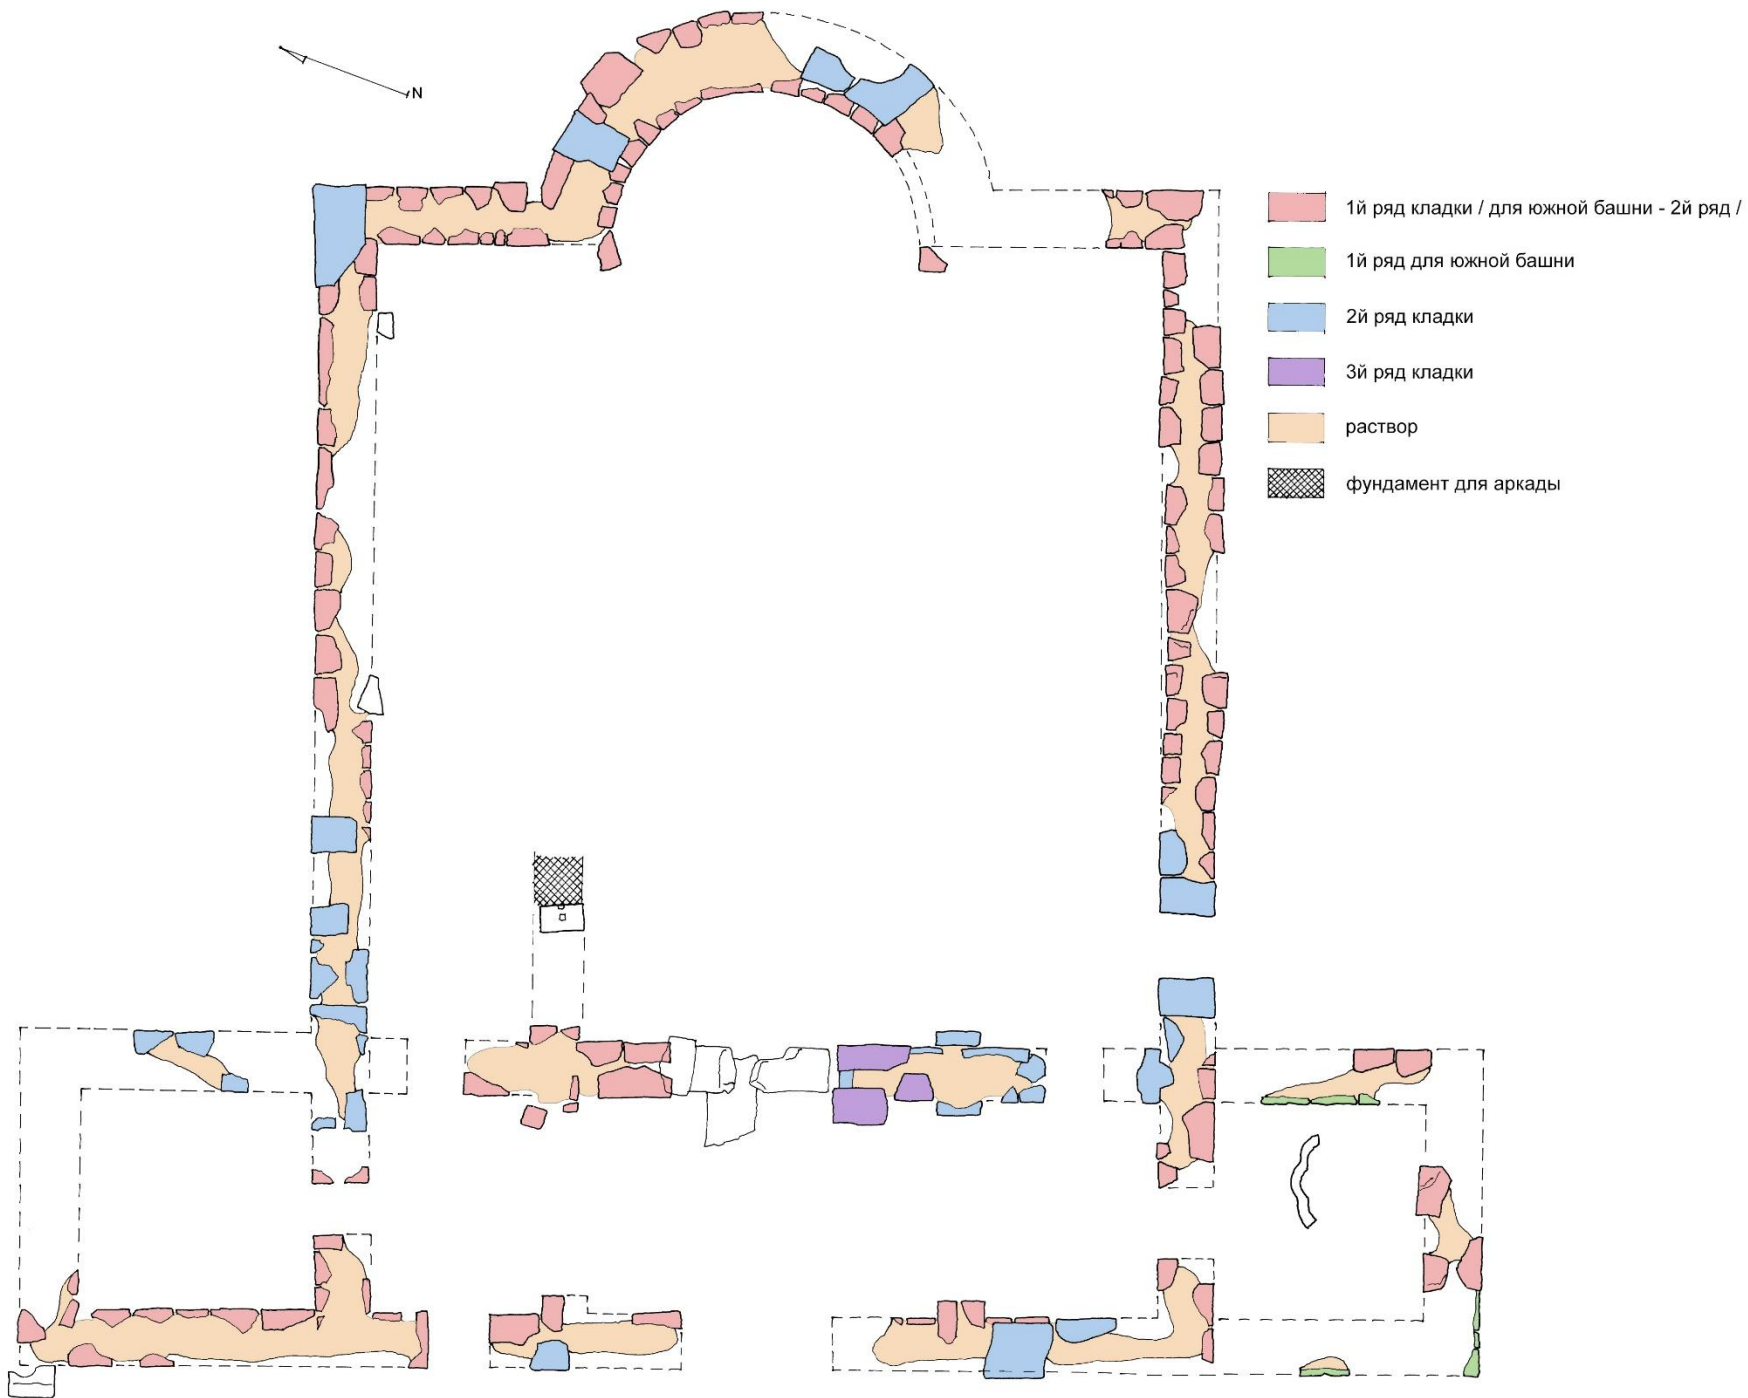 N
1й ряд кладки / для южной башни - 2й ряд /
1й ряд для южной башни
2й ряд кладки
3й ряд кладки
раствор
фундамент для аркады